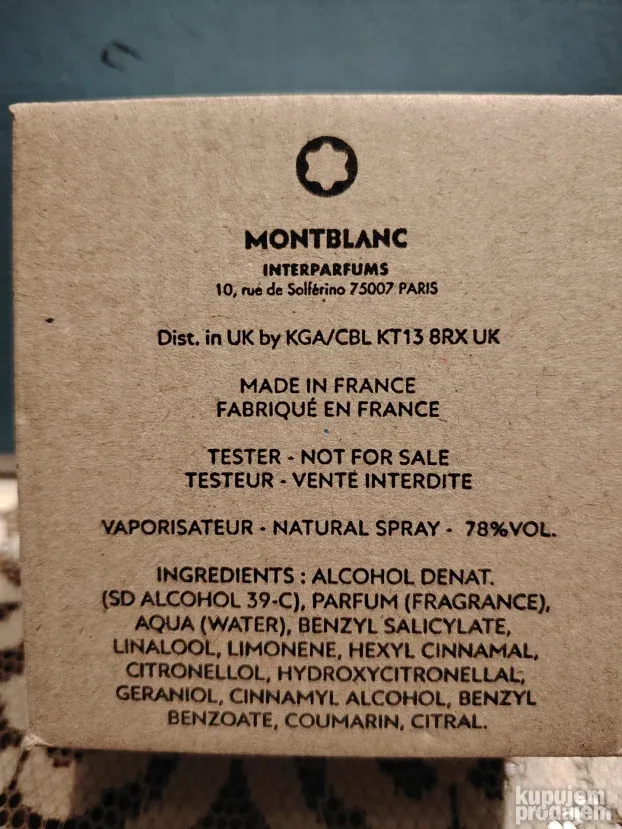 MONTBLANC
INTERPARFUMS
10, rue de Solférino 75007 PARIS
Dist. in UK by KGA/CBL KT13 8RX UK
MADE IN FRANCE
FABRIQUÉ EN FRANCE
TESTER - NOT FOR SALE
TESTEUR - VENTE INTERDITE
VAPORISATEUR - NATURAL SPRAY - 78%VOL.
INGREDIENTS : ALCOHOL DENAT.
(SD ALCOHOL 39-C), PARFUM (FRAGRANCE),
AQUA (WATER), BENZYL SALICYLATE,
LINALOOL, LIMONENE, HEXYL CINNAMAL,
CITRONELLOL, HYDROXYCITRONELLAL,
GERANIOL, CINNAMYL ALCOHOL, BENZYL
BENZOATE, COUMARIN, CITRAL.
kupujem
prodajem